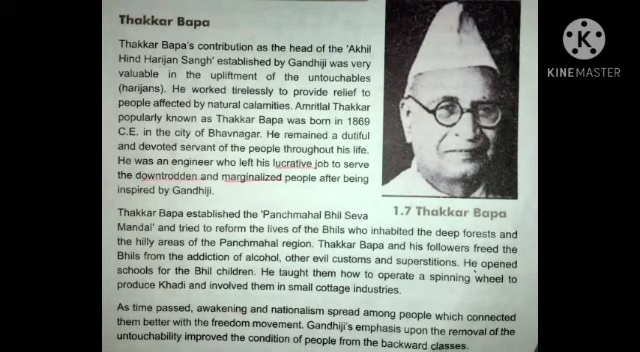 Thakkar Bapa
Thakkar Bapa's contribution as the head of the 'Akhil
Hind Harijan Sangh' established by Gandhiji was very
valuable in the upliftment of the untouchables
(harijans). He worked tirelessly to provide relief to
people affected by natural calamities. Amritlal Thakkar
popularly known as Thakkar Bapa was born in 1869
C.E. in the city of Bhavnagar. He remained a dutiful
and devoted servant of the people throughout his life.
He was an engineer who left his lucrative job to serve
the downtrodden and marginalized people after being
inspired by Gandhiji.
1.7 Thakkar Bapa
Thakkar Bapa established the 'Panchmahal Bhil Seva
Mandal' and tried to reform the lives of the Bhils who inhabited the deep forests and
the hilly areas of the Panchmahal region. Thakkar Bapa and his followers freed the
Bhils from the addiction of alcohol, other evil customs and superstitions. He opened
schools for the Bhil children. He taught them how to operate a spinning wheel to
produce Khadi and involved them in small cottage industries.
As time passed, awakening and nationalism spread among people which connected
them better with the freedom movement. Gandhiji's emphasis upon the removal of the
untouchability improved the condition of people from the backward classes.
KINEMASTER